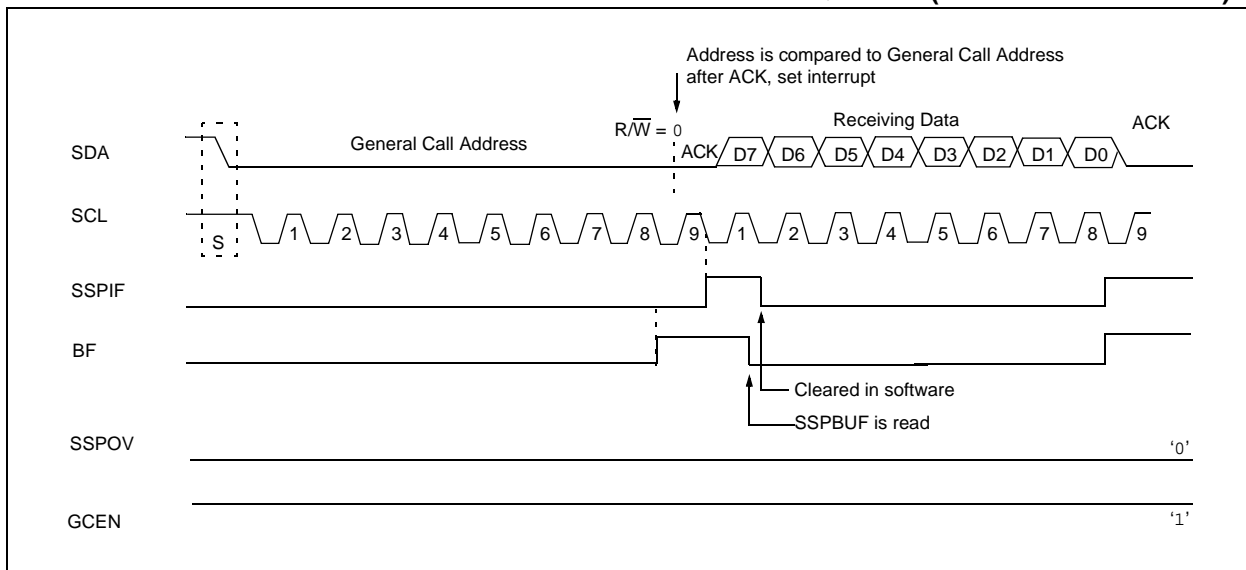 Address is compared to General Call Address
after ACK, set interrupt
R/W = 0
Receiving Data
ACK
SDA
General Call Address
ACK
D7 D6 D5 D4 D3 D2 D1 D0
SCL
S
1 2 3 4 5 6 7 8 9 1 2 3 4 5 6 7 8 9
SSPIF
BF
Cleared in software
SSPBUF is read
SSPOV
‘0’
GCEN
‘1’